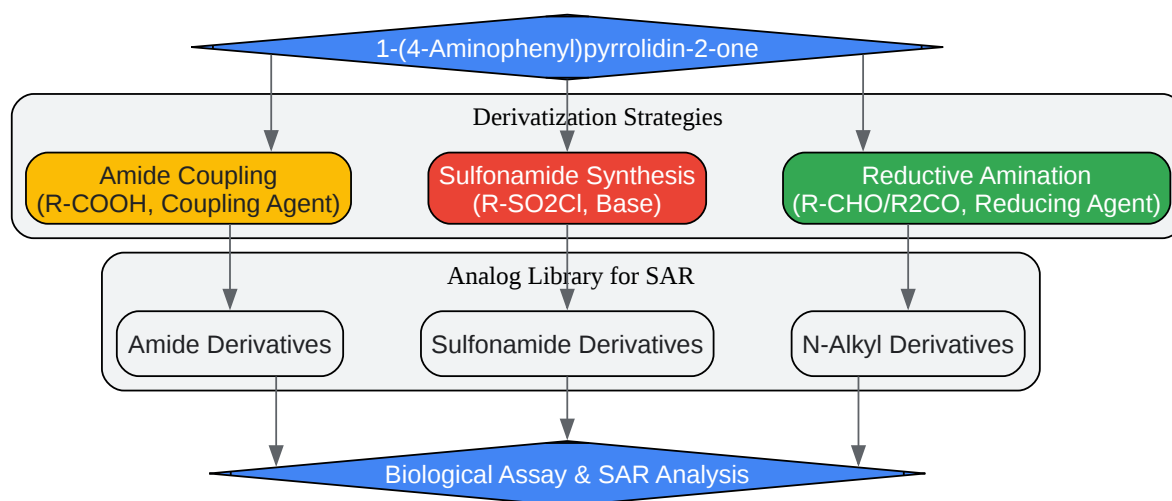 1-(4-Aminophenyl)pyrrolidin-2-one
Derivatization Strategies
Amide Coupling
(R-COOH, Coupling Agent)
Sulfonamide Synthesis
(R-SO2Cl, Base)
Reductive Amination
(R-CHO/R2CO, Reducing Agent)
Analog Library for SAR
Amide Derivatives
Sulfonamide Derivatives
N-Alkyl Derivatives
Biological Assay & SAR Analysis